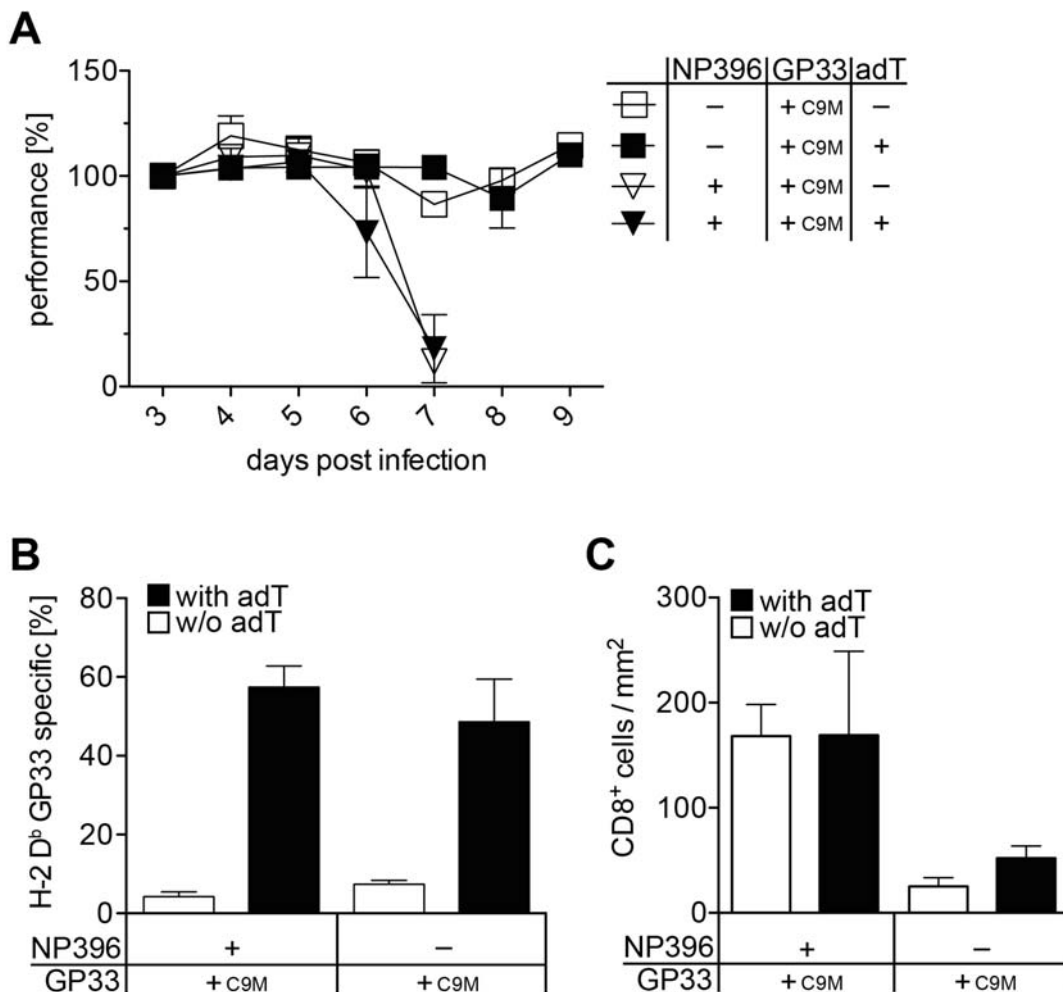 A
150
100
50
0
performance [%]
3 4 5 6 7 8 9
days post infection
NP396 GP33 adT
− + C9M −
− + C9M +
+ + C9M −
+ + C9M +
B
with adT
w/o adT
80
60
40
20
0
H-2 Dᵇ GP33 specific [%]
NP396 + −
GP33 + C9M + C9M
C
with adT
w/o adT
300
200
100
0
CD8⁺ cells / mm²
NP396 + −
GP33 + C9M + C9M